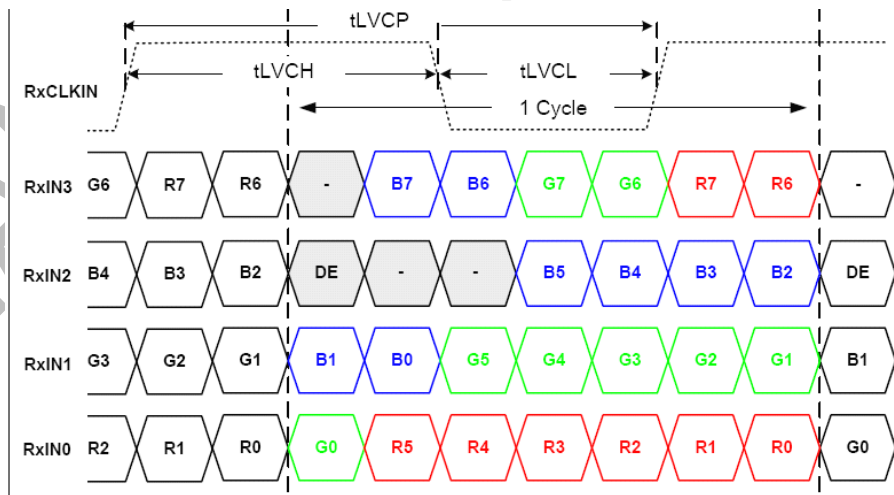 tLVCP
tLVCH tLVCL
RxCLKIN
1 Cycle
RxIN3 G6 R7 R6 - B7 B6 G7 G6 R7 R6 -
RxIN2 B4 B3 B2 DE - - B5 B4 B3 B2 DE
RxIN1 G3 G2 G1 B1 B0 G5 G4 G3 G2 G1 B1
RxIN0 R2 R1 R0 G0 R5 R4 R3 R2 R1 R0 G0